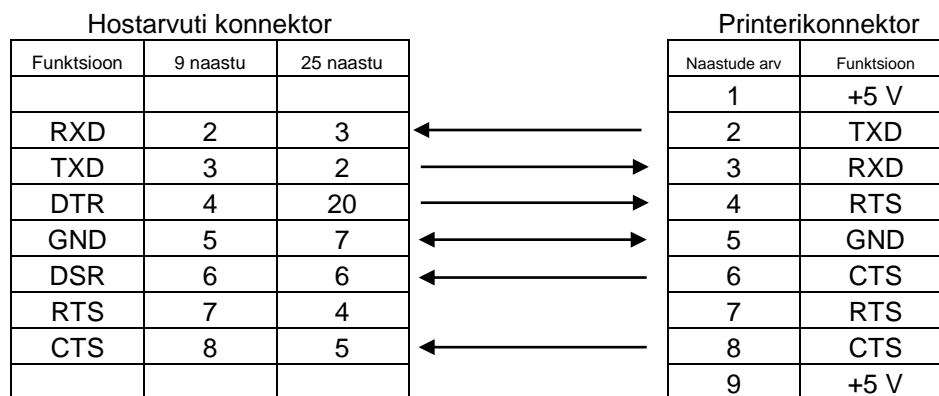 Hostarvuti konnektor Printerikonnektor
Funktsioon 9 naastu 25 naastu Naastude arv Funktsioon
1 +5 V
RXD 2 3 2 TXD
TXD 3 2 3 RXD
DTR 4 20 4 RTS
GND 5 7 5 GND
DSR 6 6 6 CTS
RTS 7 4 7 RTS
CTS 8 5 8 CTS
9 +5 V